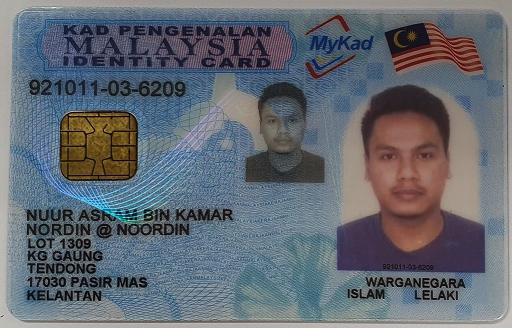 KAD PENGENALAN
MALAYSIA
IDENTITY CARD
MyKad
921011-03-6209
NUUR ASRAM BIN KAMAR
NORDIN @ NOORDIN
LOT 1309
KG GAUNG
TENDONG
17030 PASIR MAS
KELANTAN
921011-03-6209
WARGANEGARA
ISLAM LELAKI